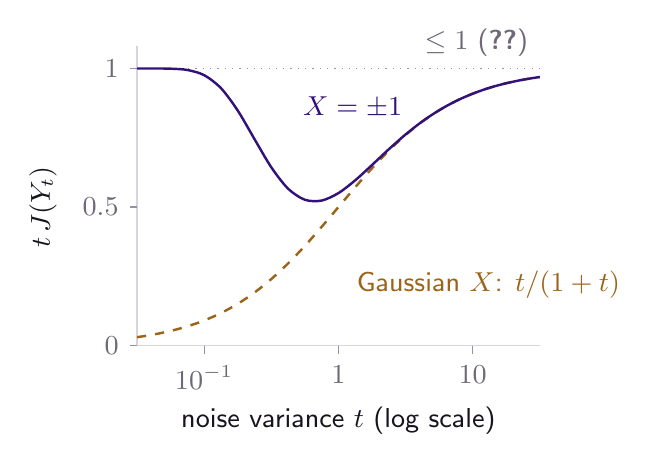 ≤ 1 (??)
1
X = ±1
t J(Y_t)
0.5
Gaussian X: t/(1 + t)
0
10^{-1}
1
10
noise variance t (log scale)